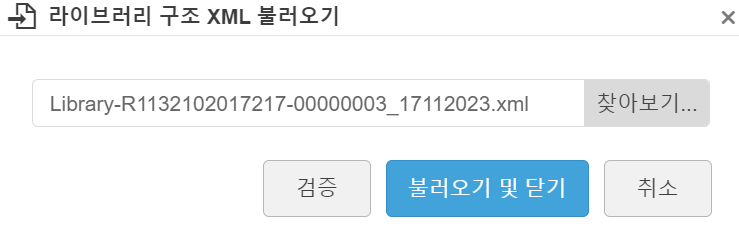 라이브러리 구조 XML 불러오기
Library-R1132102017217-00000003_17112023.xml 찾아보기...
검증 불러오기 및 닫기 취소